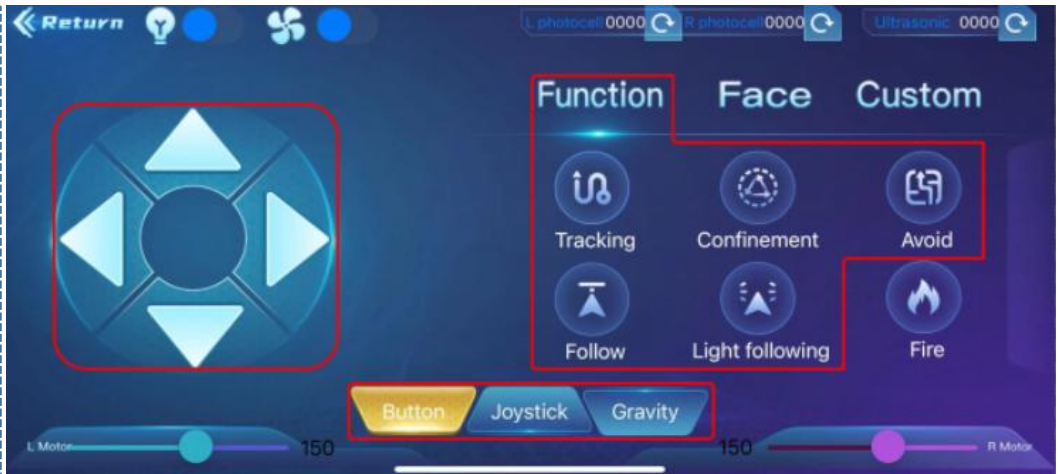 Return
L photocell 0000
R photocell 0000
Ultrasonic 0000
Function Face Custom
Tracking Confinement Avoid
Follow Light following Fire
Button Joystick Gravity
L Motor 150
150 R Motor